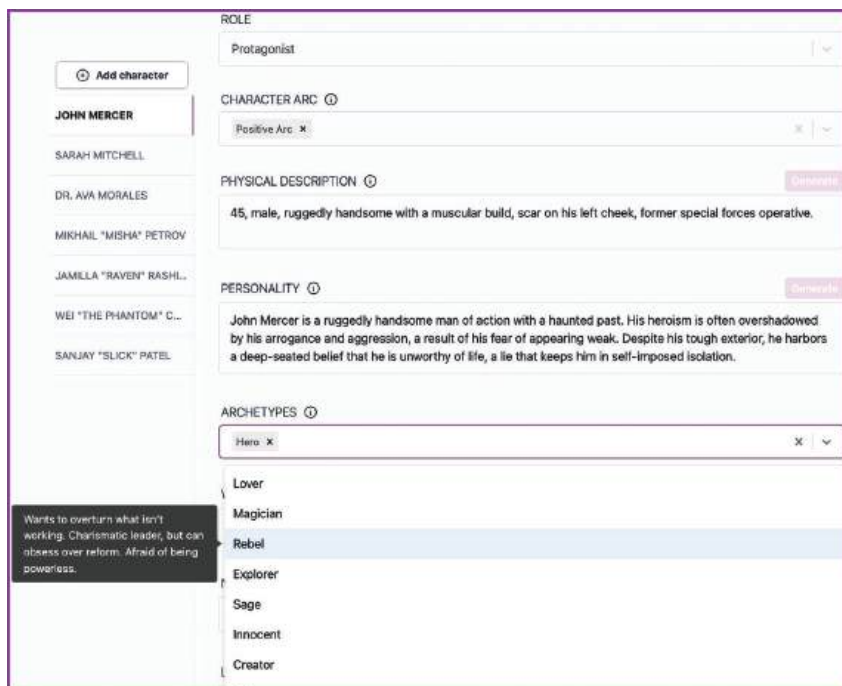 ROLE
Protagonist
Add character
CHARACTER ARC
JOHN MERCER
Positive Arc
SARAH MITCHELL
PHYSICAL DESCRIPTION
Generate
DR. AVA MORALES
45, male, ruggedly handsome with a muscular build, scar on his left cheek, former special forces operative.
MIKHAIL "MISHA" PETROV
JAMILLA "RAVEN" RASHI...
PERSONALITY
Generate
WEI "THE PHANTOM" C...
John Mercer is a ruggedly handsome man of action with a haunted past. His heroism is often overshadowed
by his arrogance and aggression, a result of his fear of appearing weak. Despite his tough exterior, he harbors
a deep-seated belief that he is unworthy of life, a lie that keeps him in self-imposed isolation.
SANJAY "SLICK" PATEL
ARCHETYPES
Hero
Lover
Magician
Rebel
Explorer
Sage
Innocent
Creator
Wants to overturn what isn't
working. Charismatic leader, but can
obsess over reform. Afraid of being
powerless.